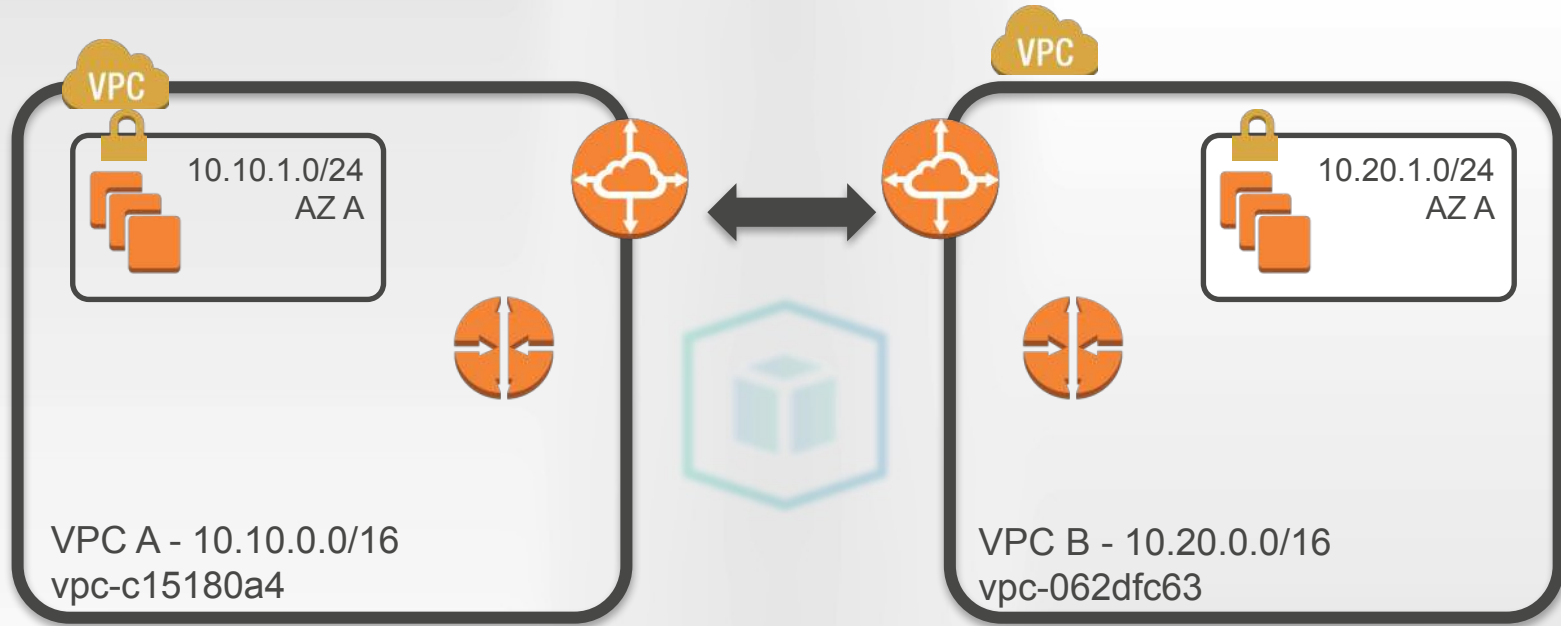 VPC
10.10.1.0/24
AZ A
VPC A - 10.10.0.0/16
vpc-c15180a4
VPC
10.20.1.0/24
AZ A
VPC B - 10.20.0.0/16
vpc-062dfc63